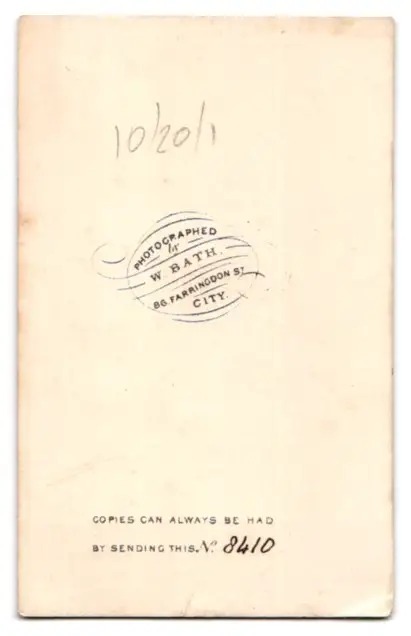 10/20/1
PHOTOGRAPHED
by
W. BATH.
86. FARRINGDON ST
CITY.
COPIES CAN ALWAYS BE HAD
BY SENDING THIS. No 8410